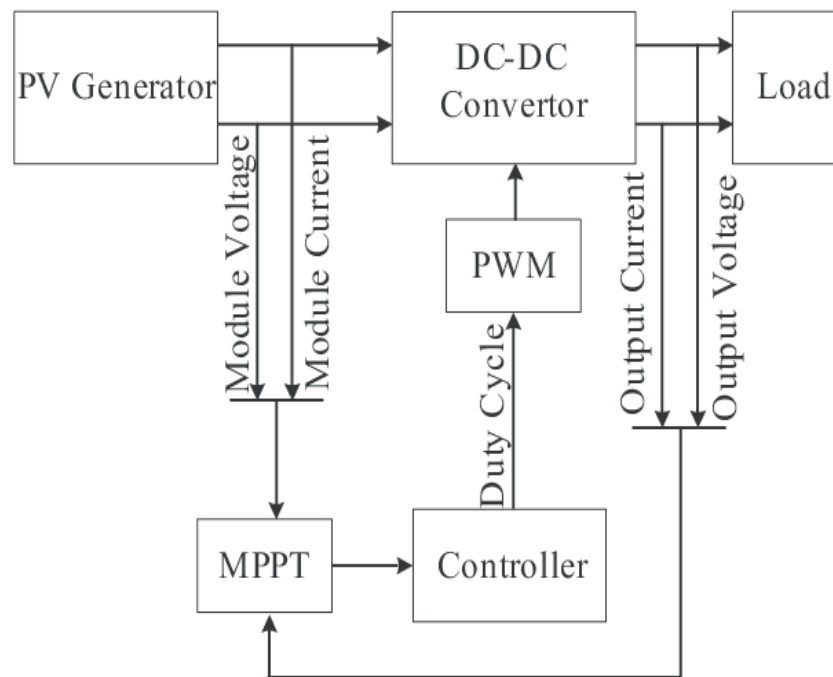 PV Generator
DC-DC
Convertor
Load
Module Voltage
Module Current
PWM
Output Current
Output Voltage
Duty Cycle
MPPT
Controller